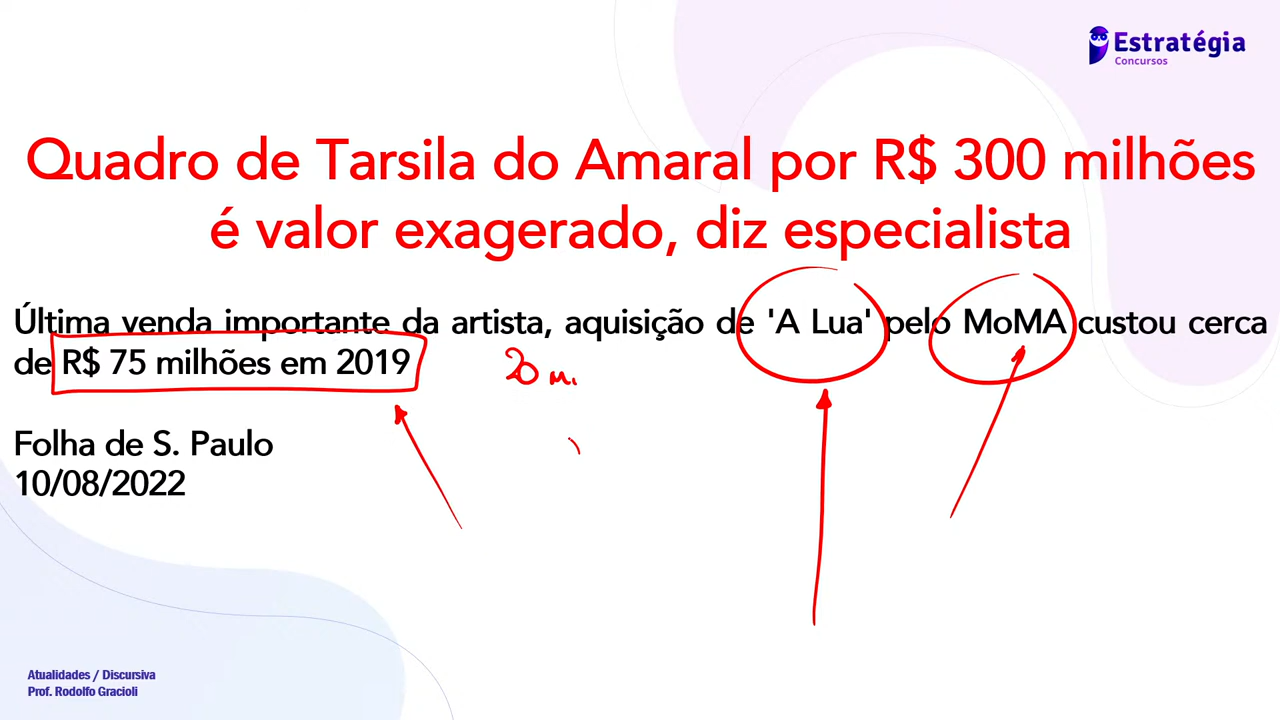 Estratégia
Concursos
Quadro de Tarsila do Amaral por R$ 300 milhões
é valor exagerado, diz especialista
Última venda importante da artista, aquisição de 'A Lua' pelo MoMA custou cerca
de R$ 75 milhões em 2019
20 mi
Folha de S. Paulo
10/08/2022
Atualidades / Discursiva
Prof. Rodolfo Gracioli